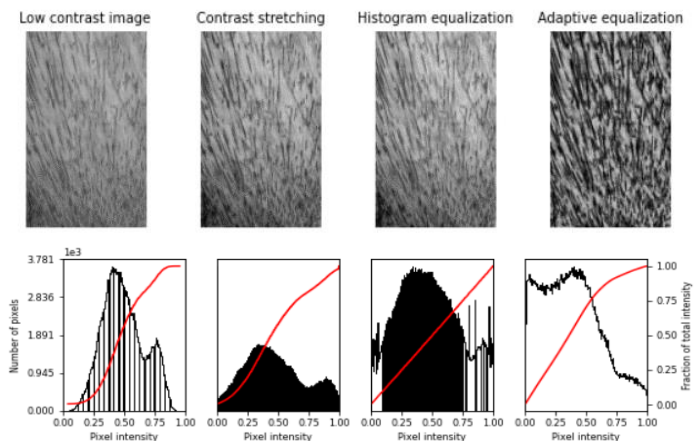 Low contrast image
Contrast stretching
Histogram equalization
Adaptive equalization
1e3
3.781
2.836
1.891
0.945
0.000
Number of pixels
0.00 0.25 0.50 0.75 1.00
Pixel intensity
0.00 0.25 0.50 0.75 1.00
Pixel intensity
0.00 0.25 0.50 0.75 1.00
Pixel intensity
0.00 0.25 0.50 0.75 1.00
Pixel intensity
1.00
0.75
0.50
0.25
0.00
Fraction of total intensity